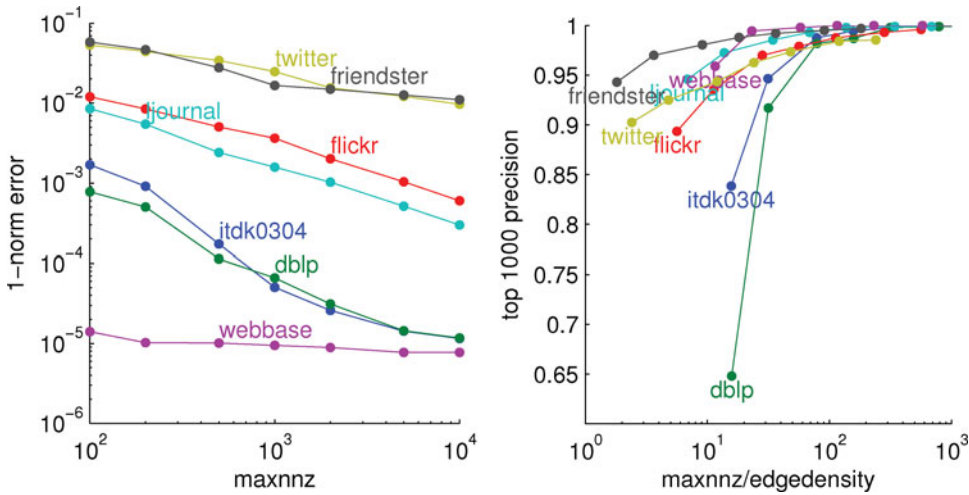 10^-1
10^-2
10^-3
10^-4
10^-5
10^-6
1−norm error
twitter
friendster
ljournal
flickr
itdk0304
dblp
webbase
10^2
10^3
10^4
maxnnz
1
0.95
0.9
0.85
0.8
0.75
0.7
0.65
top 1000 precision
webbase
friendster
ljournal
twitter
flickr
itdk0304
dblp
10^0
10^1
10^2
10^3
maxnnz/edgedensity